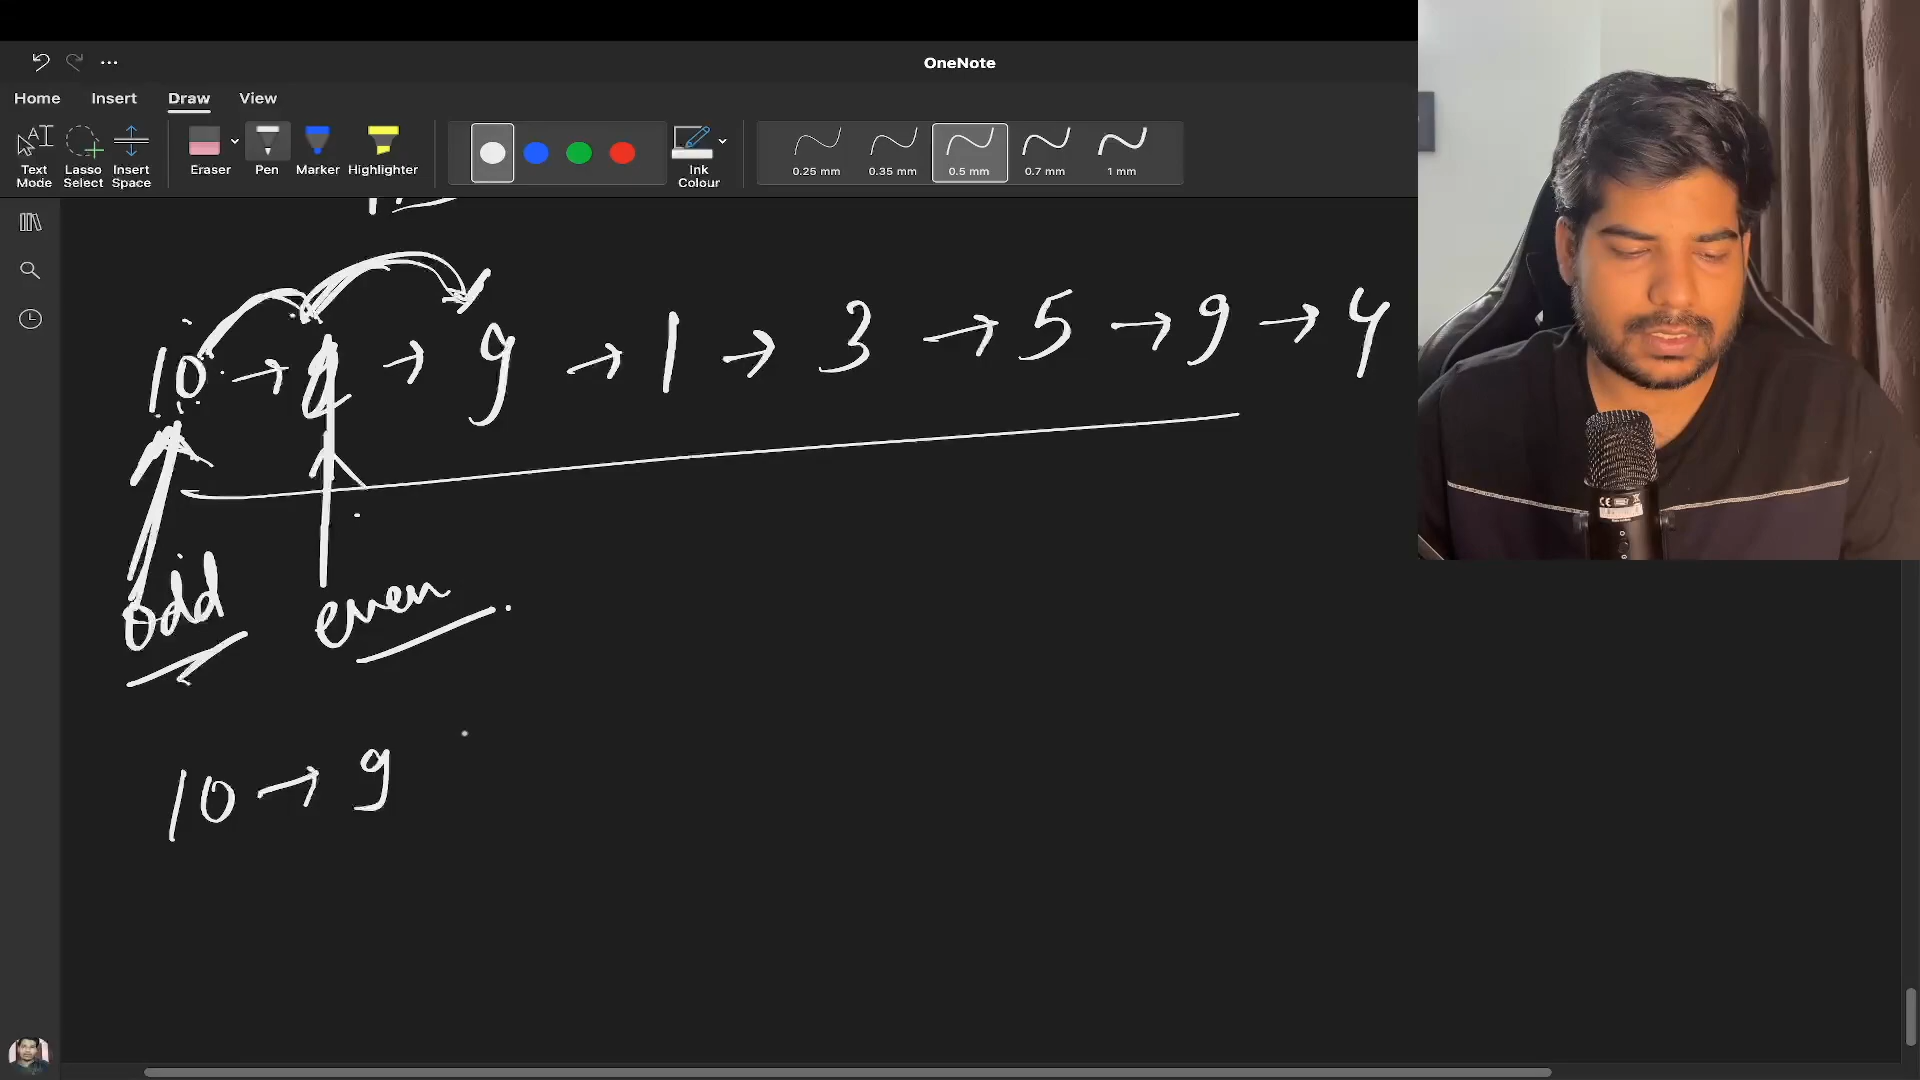 OneNote
Home Insert Draw View
Text Mode Lasso Select Insert Space Eraser Pen Marker Highlighter Ink Colour 0.25 mm 0.35 mm 0.5 mm 0.7 mm 1 mm
10 → → 9 → 1 → 3 → 5 → 9 → 4
odd even
10 → 9